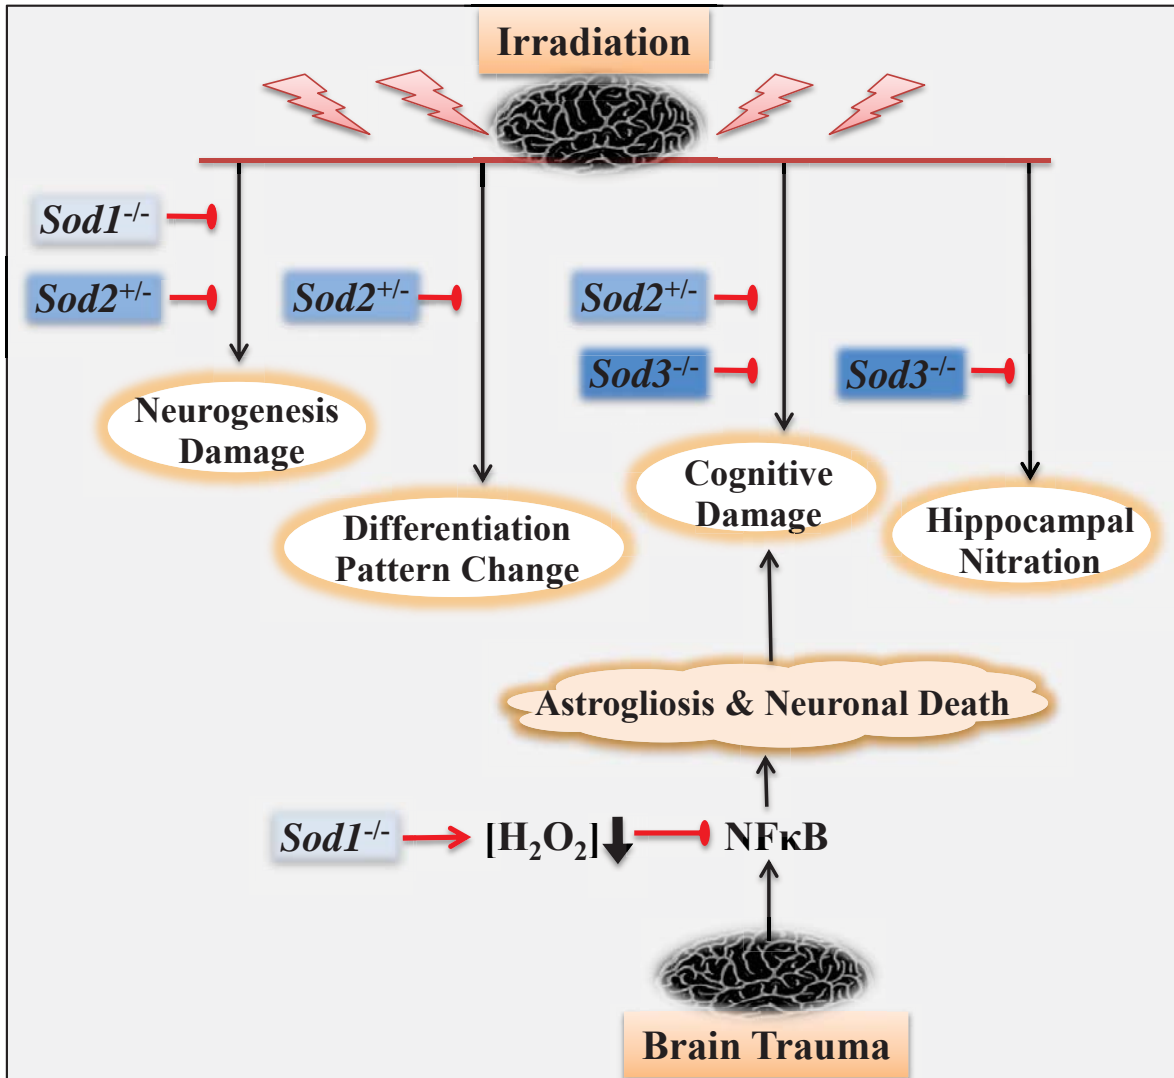 Irradiation
Sod1-/-
Sod2+/-
Sod2+/-
Sod2+/-
Sod3-/-
Sod3-/-
Neurogenesis
Damage
Differentiation
Pattern Change
Cognitive
Damage
Hippocampal
Nitration
Astrogliosis & Neuronal Death
Sod1-/-
[H₂O₂]
NFκB
Brain Trauma